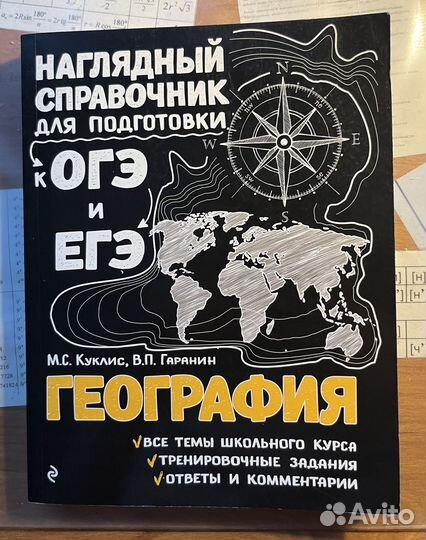 НАГЛЯДНЫЙ
СПРАВОЧНИК
ДЛЯ ПОДГОТОВКИ
К ОГЭ
И
ЕГЭ
N
W
E
S
М.С. Куклис, В.П. Гаранин
ГЕОГРАФИЯ
ВСЕ ТЕМЫ ШКОЛЬНОГО КУРСА
ТРЕНИРОВОЧНЫЕ ЗАДАНИЯ
ОТВЕТЫ И КОММЕНТАРИИ
Avito